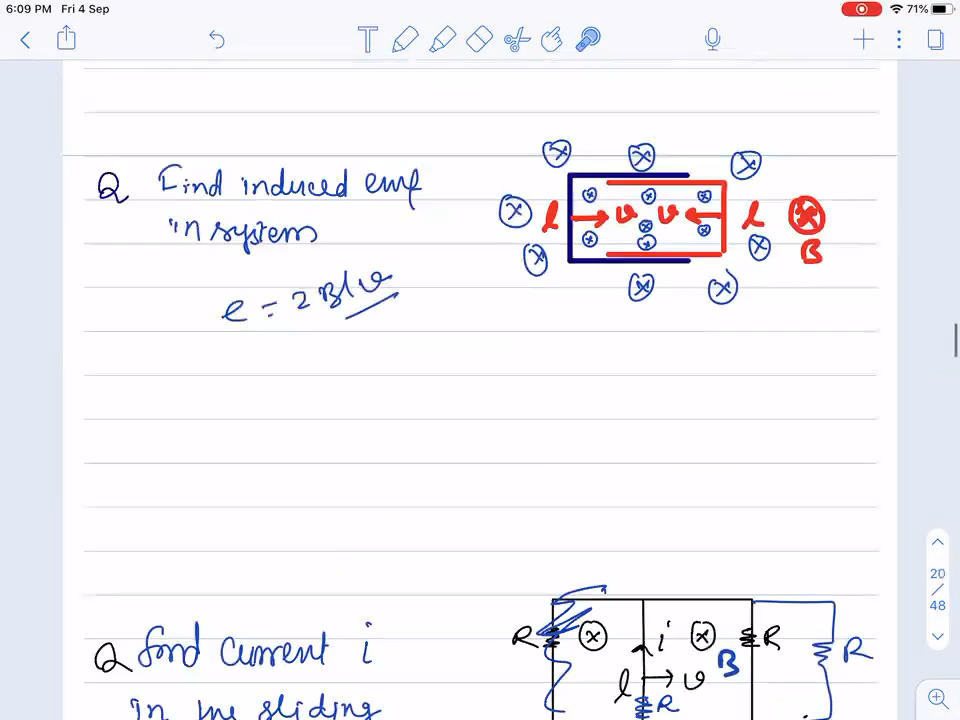 6:09 PM Fri 4 Sep
71%
T
Q Find induced emf
in system
e = 2Blv
l v v l
B
20
/
48
Q find current i
R i R R
B
l v
R
in the sliding